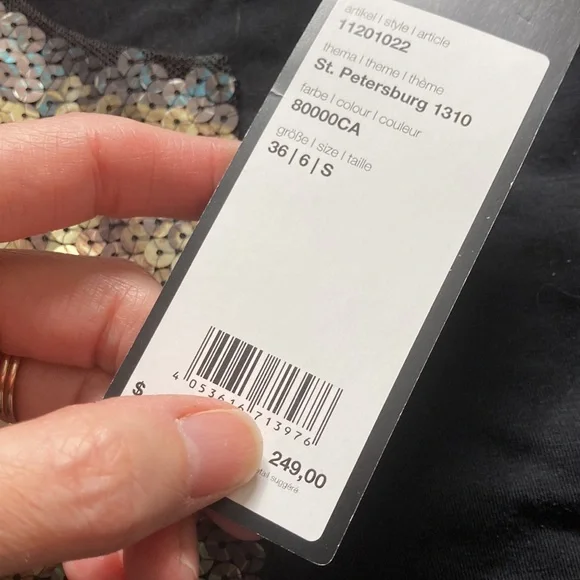 artikel | style | article
11201022
thema | theme | thème
St. Petersburg 1310
farbe | colour | couleur
80000CA
größe | size | taille
36 | 6 | S
4 053616 713976
$
249,00
suggéré